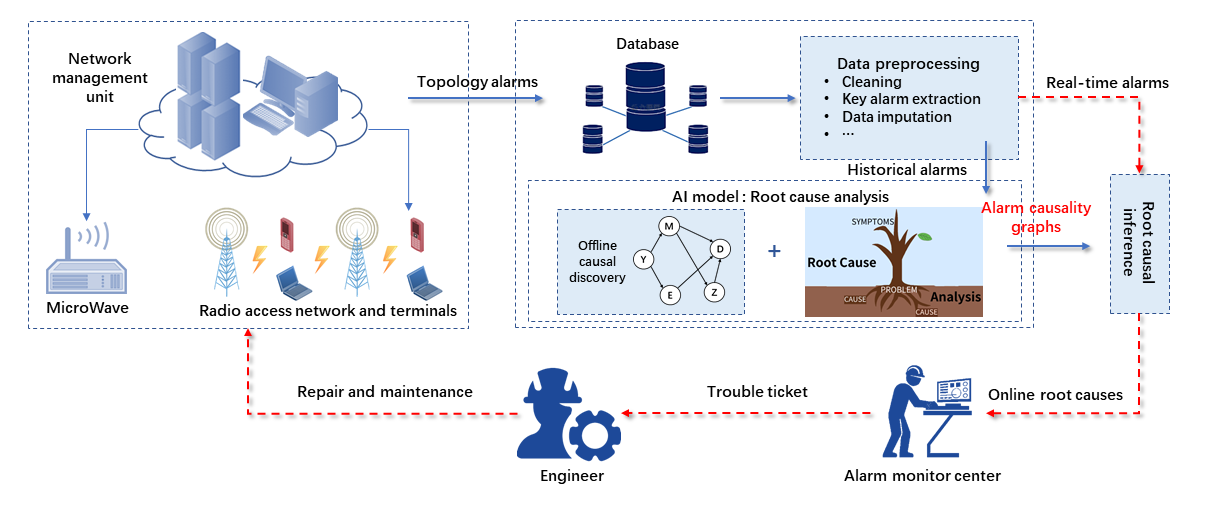 Network
management
unit
MicroWave
Radio access network and terminals
Topology alarms
Database
Data preprocessing
• Cleaning
• Key alarm extraction
• Data imputation
• ...
Real-time alarms
Historical alarms
AI model : Root cause analysis
Offline
causal
discovery
M
D
Y
E
Z
+
SYMPTOMS
Root Cause
PROBLEM
CAUSE
Analysis
CAUSE
Alarm causality
graphs
Root causal
inference
Online root causes
Alarm monitor center
Trouble ticket
Engineer
Repair and maintenance